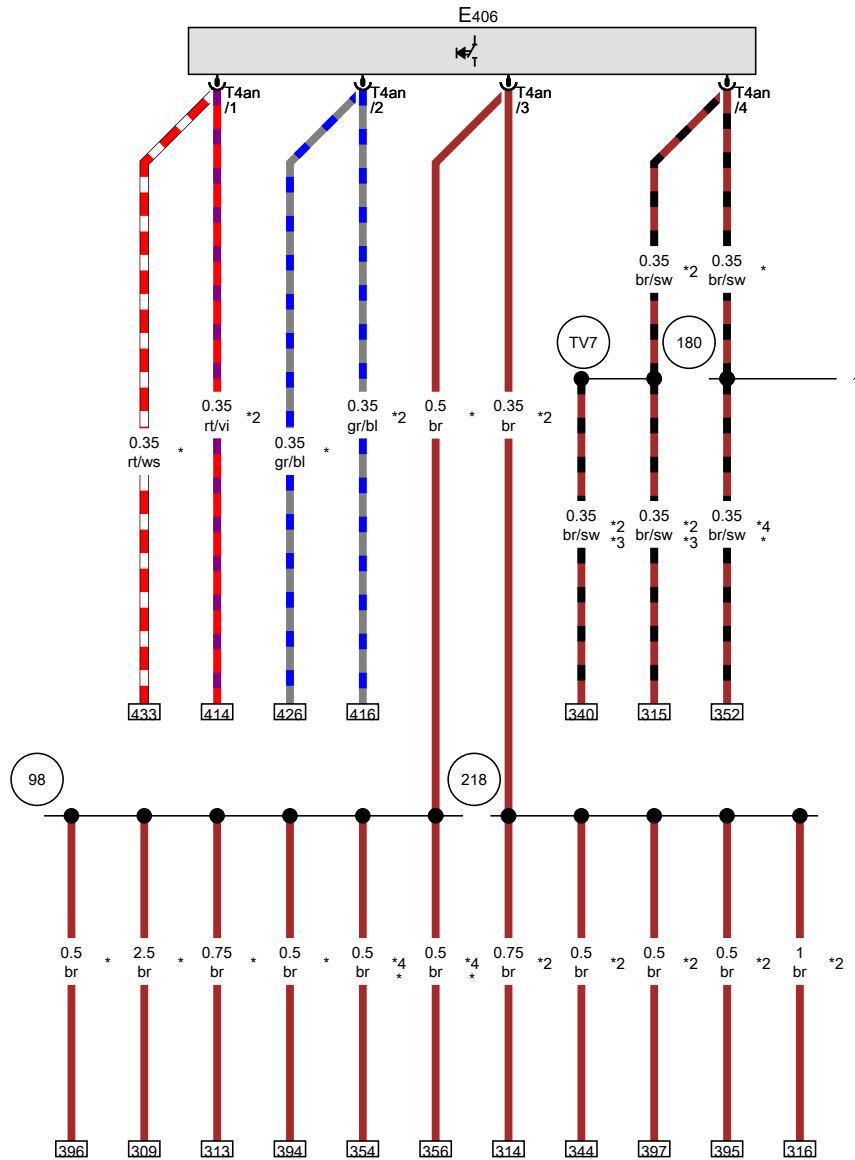 E406
T4an
/1
T4an
/2
T4an
/3
T4an
/4
0.35
br/sw
*2
0.35
br/sw
*
TV7
180
0.35
rt/ws
*
0.35
rt/vi
*2
0.35
gr/bl
*
0.35
gr/bl
*2
0.5
br
*
0.35
br
*2
0.35
br/sw
*2
*3
0.35
br/sw
*2
*3
0.35
br/sw
*4
*
433
414
426
416
340
315
352
98
218
0.5
br
*
2.5
br
*
0.75
br
*
0.5
br
*
0.5
br
*4
*
0.5
br
*4
*
0.75
br
*2
0.5
br
*2
0.5
br
*2
0.5
br
*2
1
br
*2
396
309
313
394
354
356
314
344
397
395
316